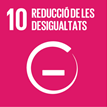 10 REDUCCIÓ DE LES
DESIGUALTATS